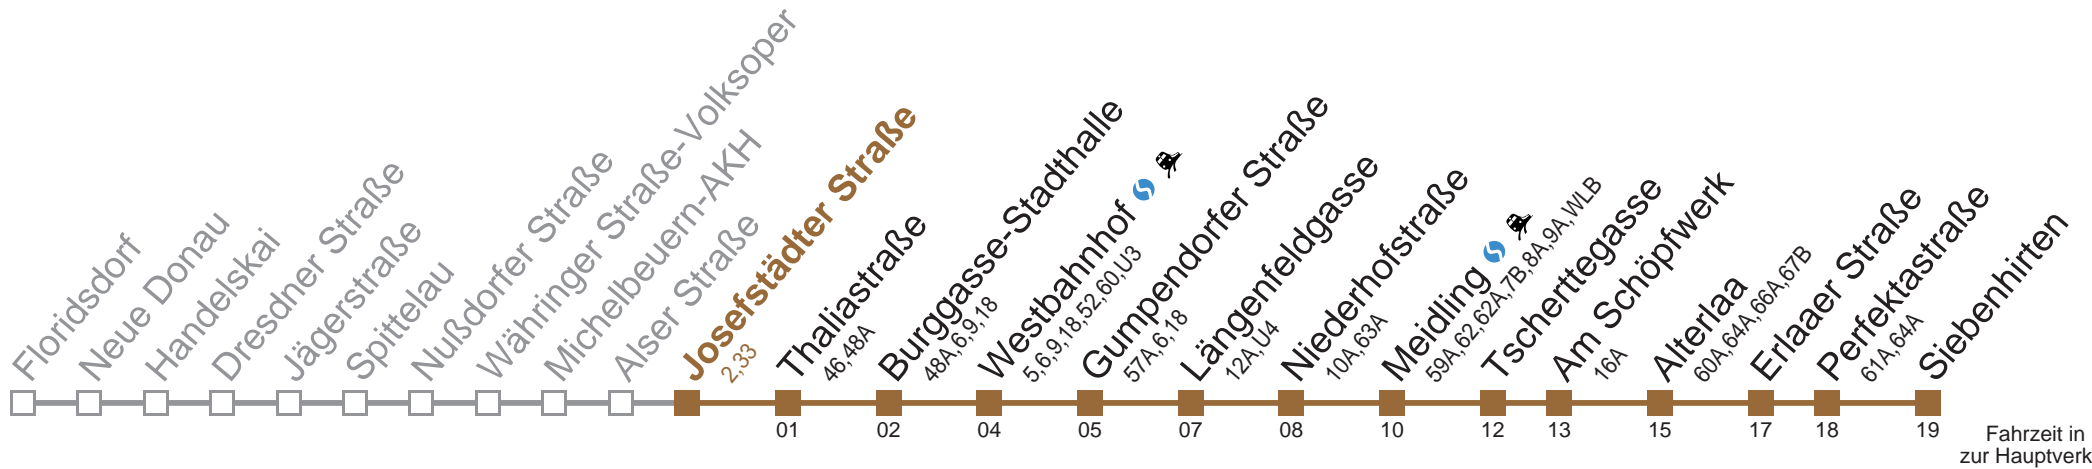 Floridsdorf
Neue Donau
Handelskai
Dresdner Straße
Jägerstraße
Spittelau
Nußdorfer Straße
Währinger Straße-Volksoper
Michelbeuern-AKH
Alser Straße
Josefstädter Straße
2,33
Thaliastraße
46,48A
Burggasse-Stadthalle
48A,6,9,18
Westbahnhof
5,6,9,18,52,60,U3
Gumpendorfer Straße
57A,6,18
Längenfeldgasse
12A,U4
Niederhofstraße
10A,63A
Meidling
59A,62,62A,7B,8A,9A,WLB
Tscherttegasse
Am Schöpfwerk
16A
Alterlaa
60A,64A,66A,67B
Erlaaer Straße
Perfektastraße
61A,64A
Siebenhirten
01 02 04 05 07 08 10 12 13 15 17 18 19
Fahrzeit in
zur Hauptverk